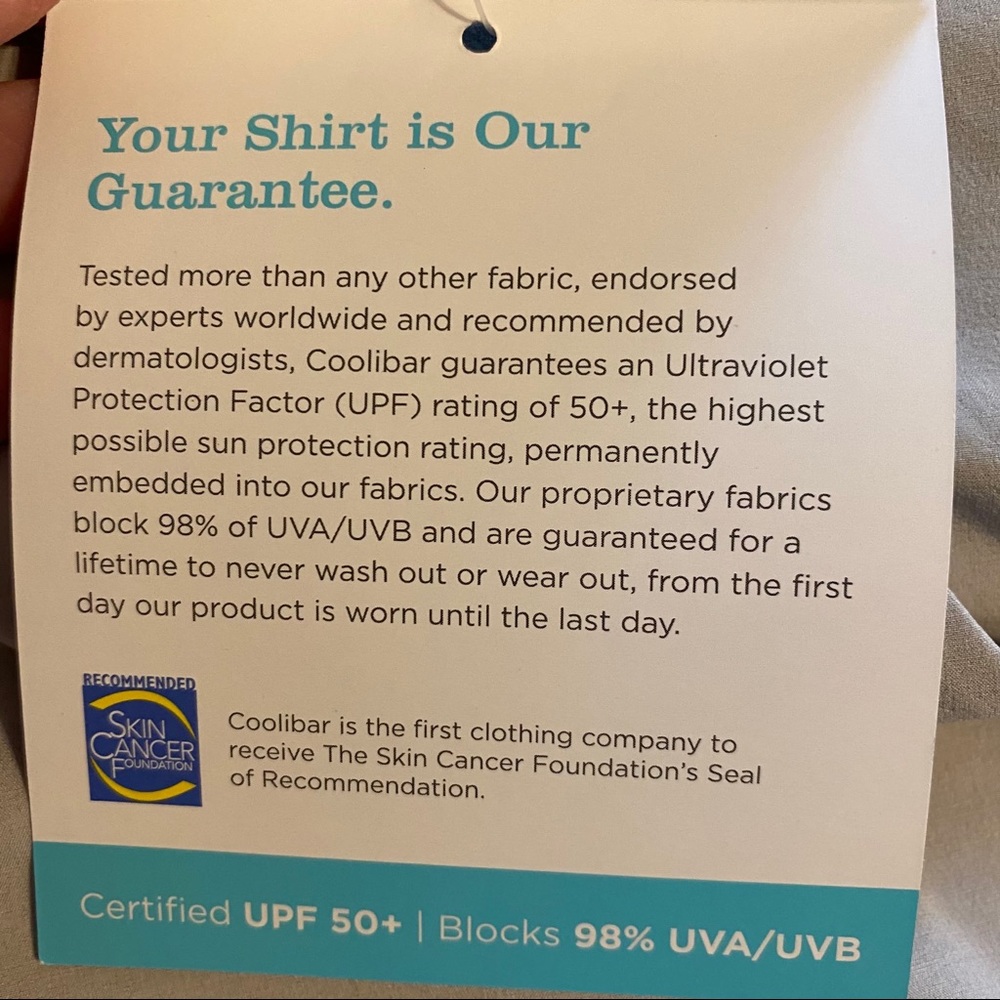 Your Shirt is Our
Guarantee.
Tested more than any other fabric, endorsed
by experts worldwide and recommended by
dermatologists, Coolibar guarantees an Ultraviolet
Protection Factor (UPF) rating of 50+, the highest
possible sun protection rating, permanently
embedded into our fabrics. Our proprietary fabrics
block 98% of UVA/UVB and are guaranteed for a
lifetime to never wash out or wear out, from the first
day our product is worn until the last day.
RECOMMENDED
SKIN
CANCER
FOUNDATION
Coolibar is the first clothing company to
receive The Skin Cancer Foundation's Seal
of Recommendation.
Certified UPF 50+ | Blocks 98% UVA/UVB